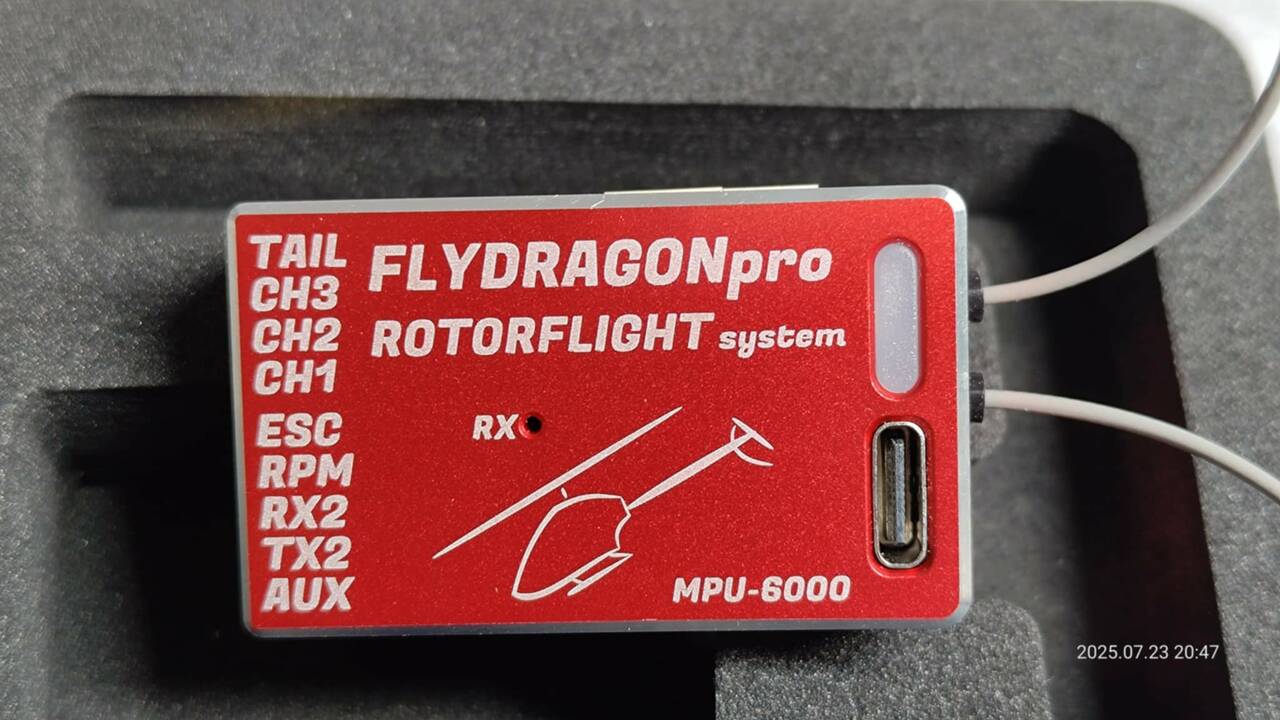 TAIL
CH3
CH2
CH1
ESC
RPM
RX2
TX2
AUX
FLYDRAGONpro
ROTORFLIGHT system
RX
MPU-6000
2025.07.23 20:47